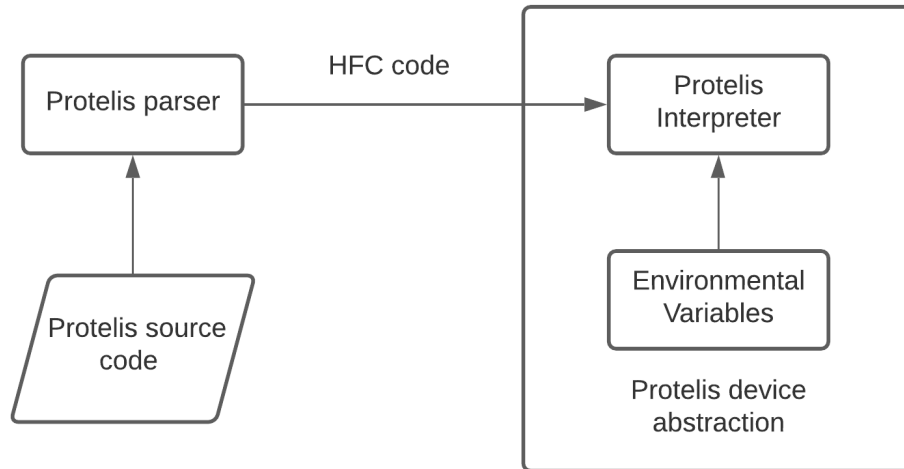 HFC code
Protelis parser
Protelis
Interpreter
Protelis source
code
Environmental
Variables
Protelis device
abstraction